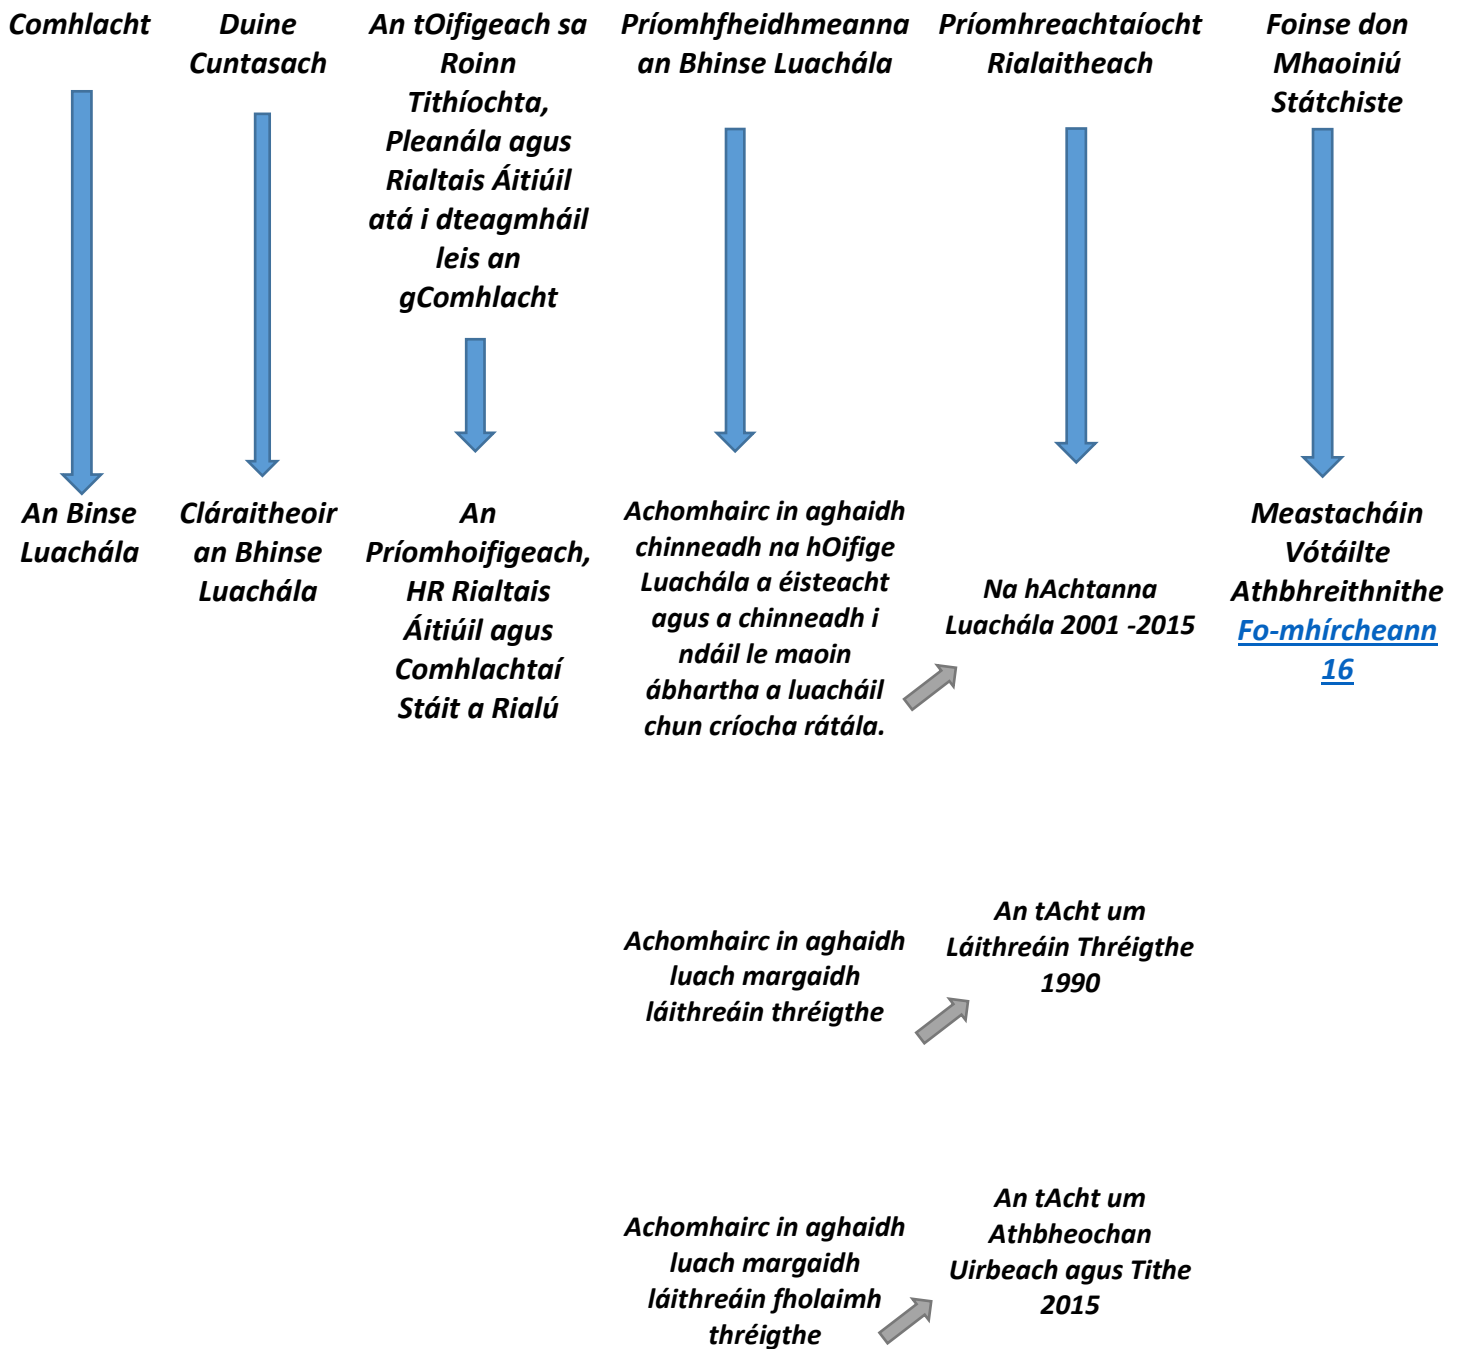 Comhlacht
Duine
Cuntasach
An tOifigeach sa
Roinn
Tithíochta,
Pleanála agus
Rialtais Áitiúil
atá i dteagmháil
leis an
gComhlacht
Príomhfheidhmeanna
an Bhinse Luachála
Príomhreachtaíocht
Rialaitheach
Foinse don
Mhaoiniú
Státchiste
An Binse
Luachála
Cláraitheoir
an Bhinse
Luachála
An
Príomhoifigeach,
HR Rialtais
Áitiúil agus
Comhlachtaí
Stáit a Rialú
Achomhairc in aghaidh
chinneadh na hOifige
Luachála a éisteacht
agus a chinneadh i
ndáil le maoin
ábhartha a luacháil
chun críocha rátála.
Na hAchtanna
Luachála 2001 -2015
Meastacháin
Vótáilte
Athbhreithnithe
Fo-mhírcheann
16
Achomhairc in aghaidh
luach margaidh
láithreáin thréigthe
An tAcht um
Láithreáin Thréigthe
1990
Achomhairc in aghaidh
luach margaidh
láithreáin fholaimh
thréigthe
An tAcht um
Athbheochan
Uirbeach agus Tithe
2015